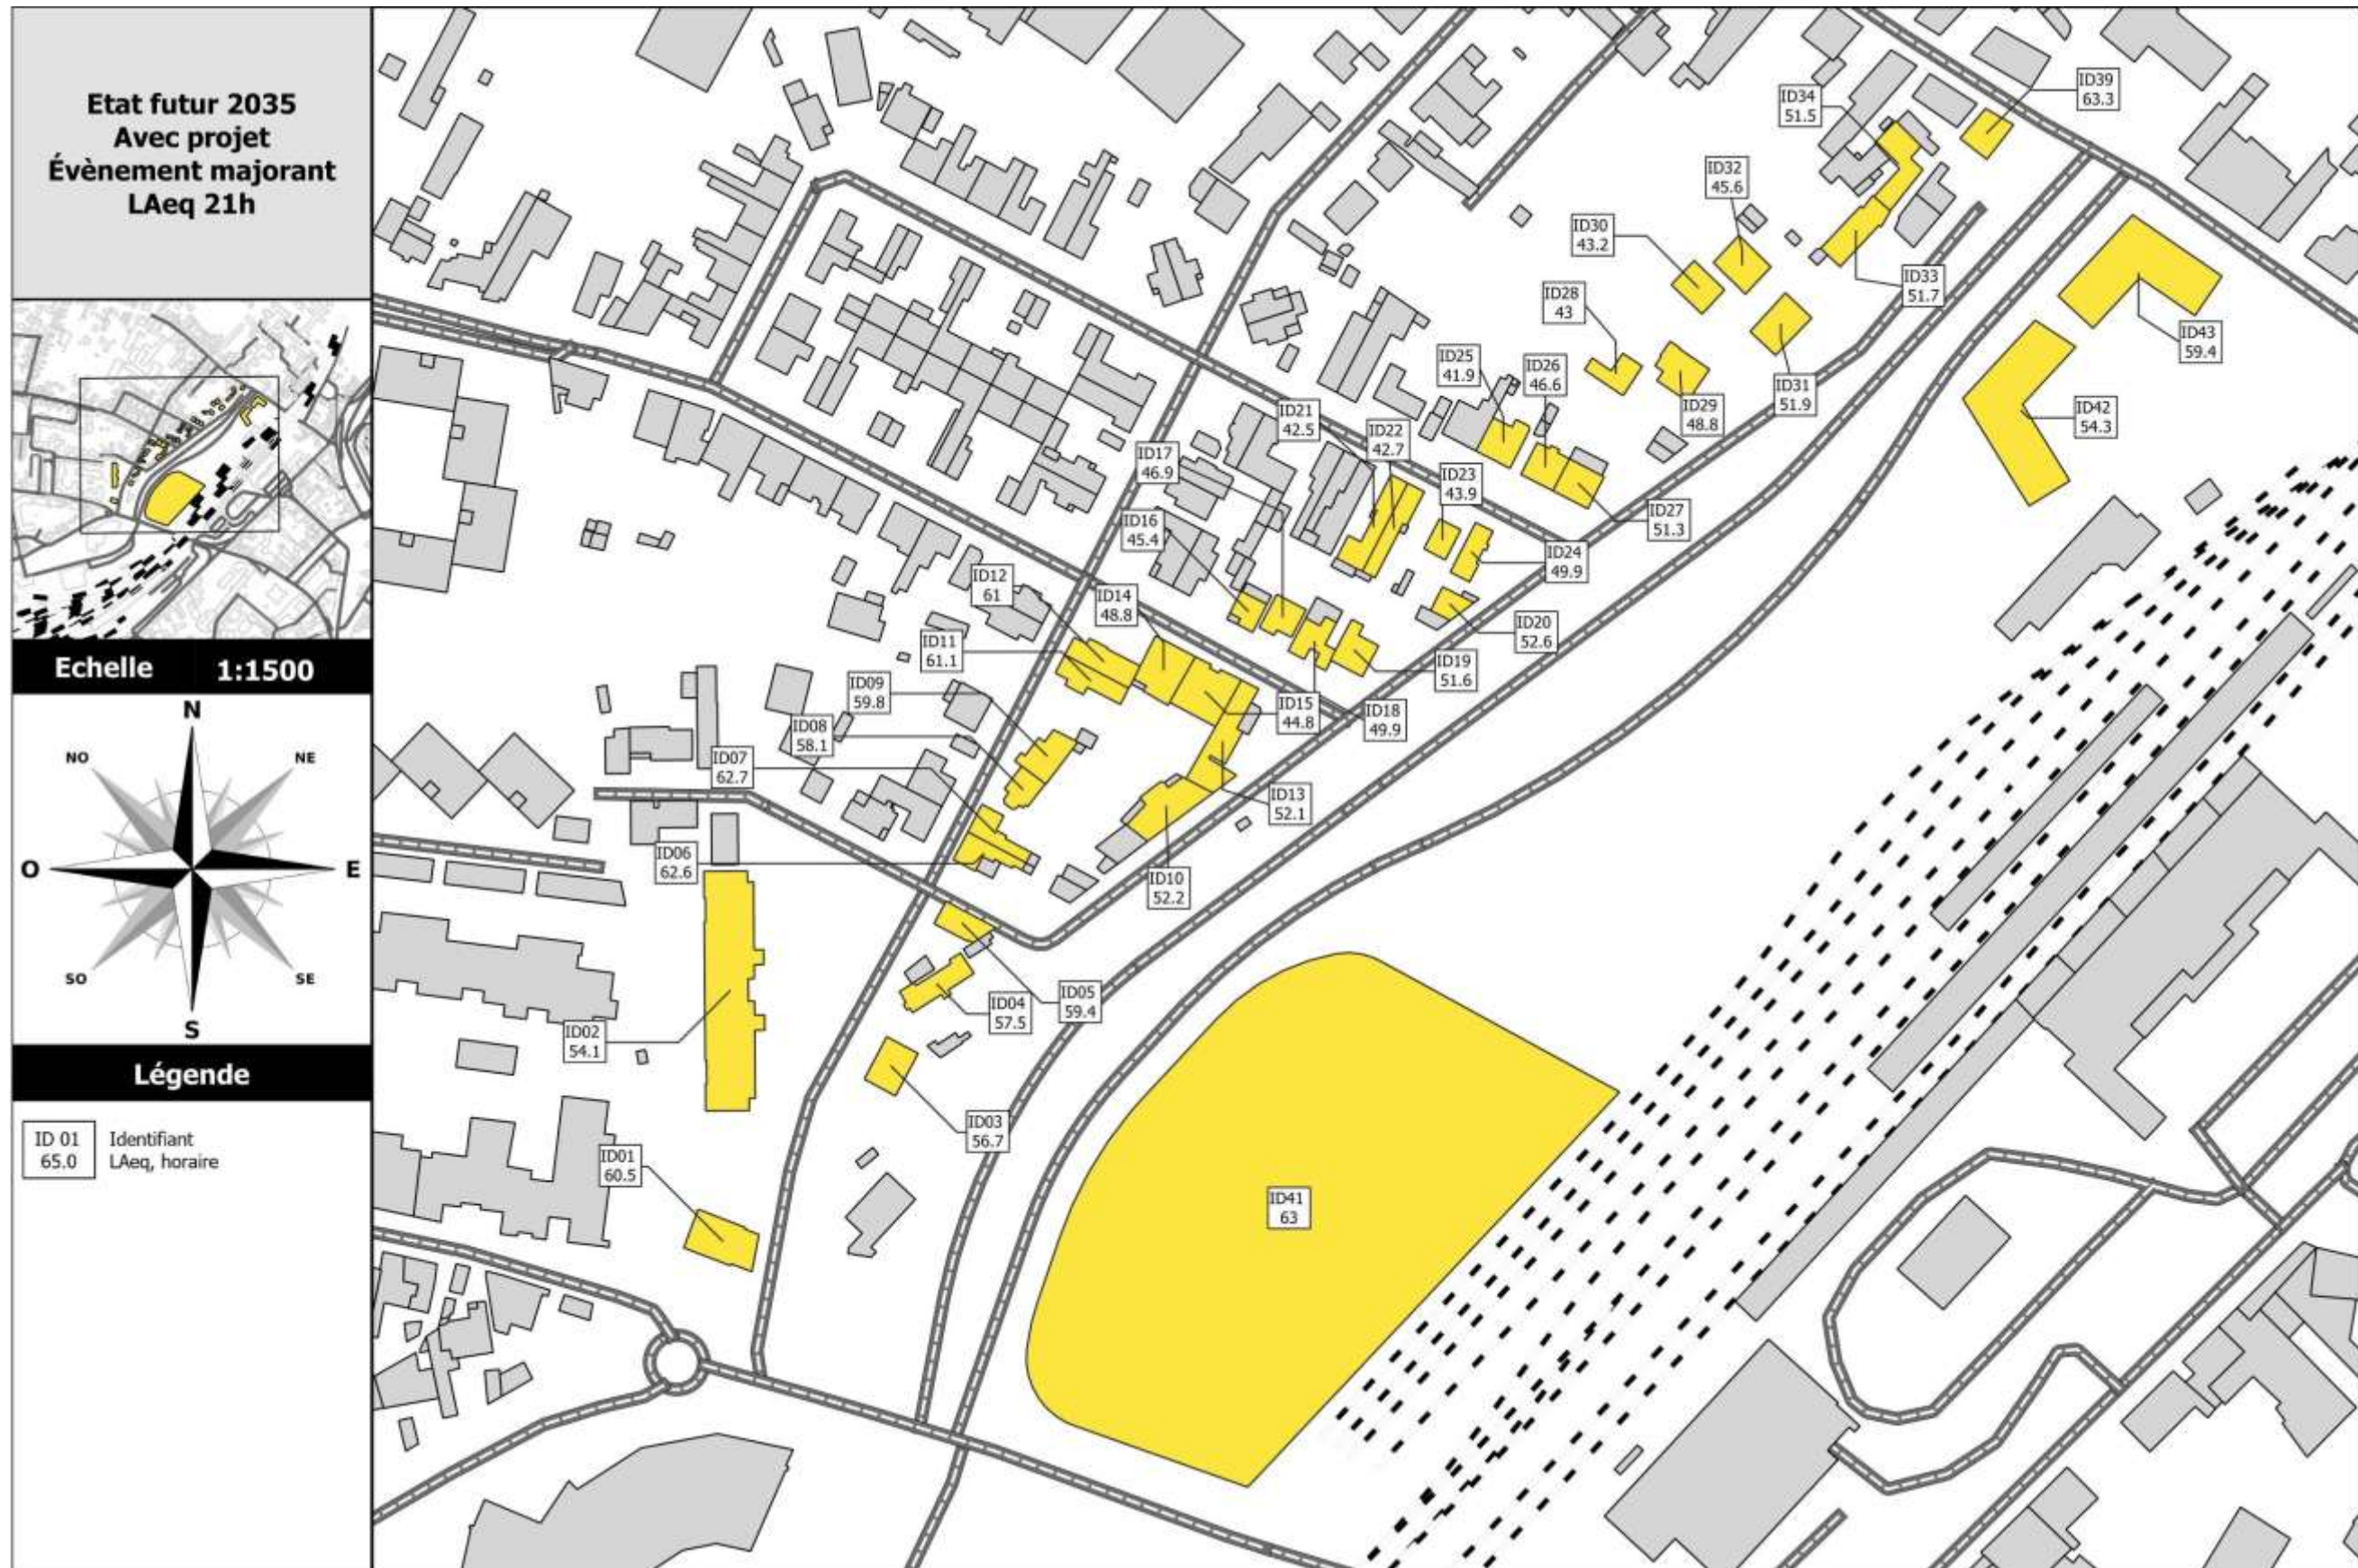 Etat futur 2035
Avec projet
Évènement majorant
LAeq 21h
Echelle 1:1500
N
NO
NE
O
E
SO
SE
S
Légende
ID 01
65.0
Identifiant
LAeq, horaire
ID39
63.3
ID34
51.5
ID32
45.6
ID30
43.2
ID33
51.7
ID28
43
ID43
59.4
ID25
41.9
ID26
46.6
ID31
51.9
ID29
48.8
ID42
54.3
ID21
42.5
ID22
42.7
ID17
46.9
ID23
43.9
ID27
51.3
ID16
45.4
ID24
49.9
ID12
61
ID14
48.8
ID20
52.6
ID11
61.1
ID19
51.6
ID09
59.8
ID15
44.8
ID18
49.9
ID08
58.1
ID07
62.7
ID13
52.1
ID06
62.6
ID10
52.2
ID05
59.4
ID04
57.5
ID02
54.1
ID03
56.7
ID01
60.5
ID41
63